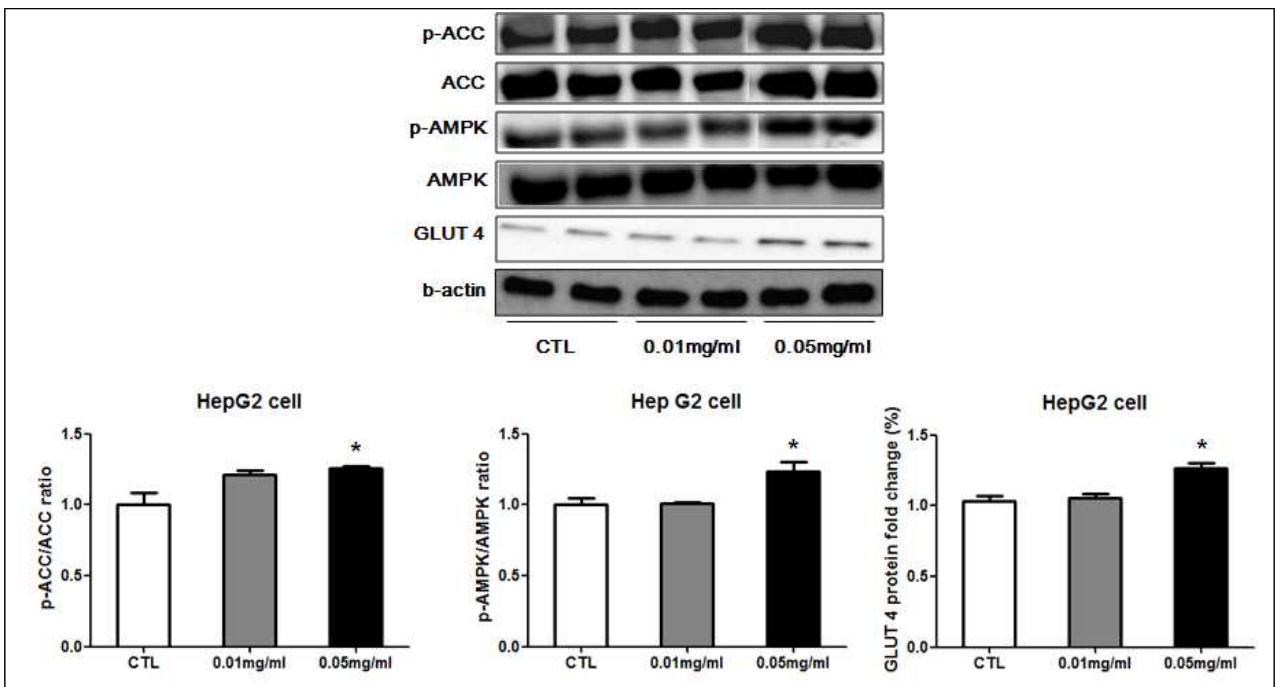 p-ACC
ACC
p-AMPK
AMPK
GLUT 4
b-actin
CTL 0.01mg/ml 0.05mg/ml
HepG2 cell
p-ACC/ACC ratio
1.5
1.0
0.5
0.0
*
CTL 0.01mg/ml 0.05mg/ml
Hep G2 cell
p-AMPK/AMPK ratio
1.5
1.0
0.5
0.0
*
CTL 0.01mg/ml 0.05mg/ml
HepG2 cell
GLUT 4 protein fold change (%)
1.5
1.0
0.5
0.0
*
CTL 0.01mg/ml 0.05mg/ml